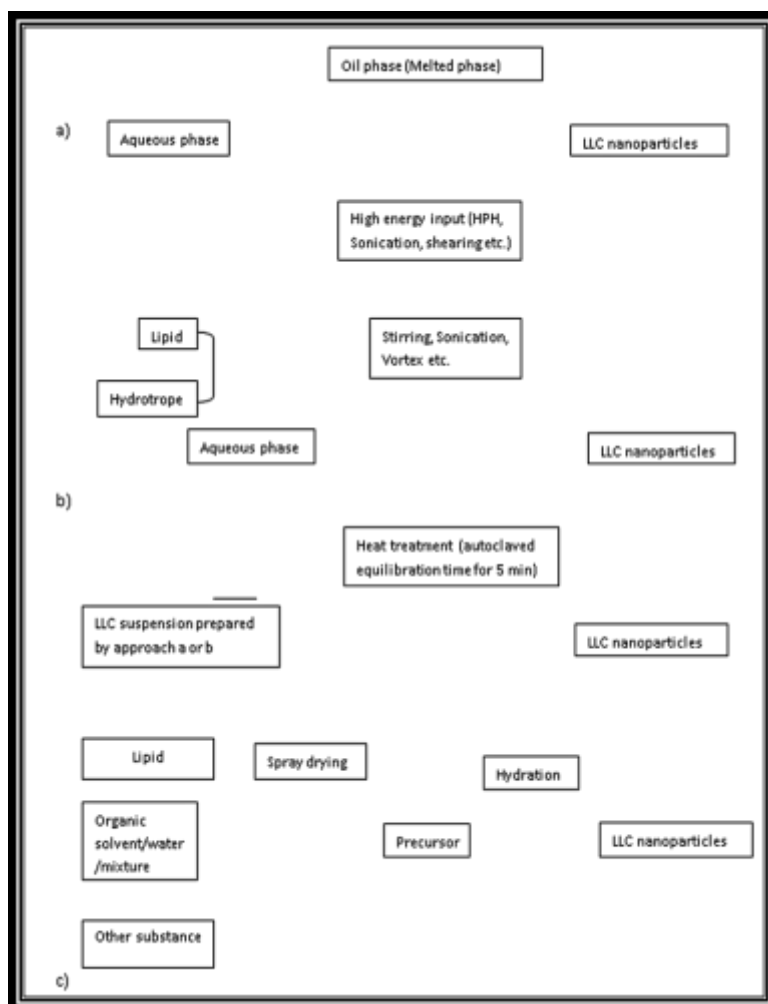 Oil phase (Melted phase)
a)
Aqueous phase
LLC nanoparticles
High energy input (HPH,
Sonication, shearing etc.)
Lipid
Stirring, Sonication,
Vortex etc.
Hydrotrope
Aqueous phase
LLC nanoparticles
b)
Heat treatment (autoclaved
equilibration time for 5 min)
LLC suspension prepared
by approach a or b
LLC nanoparticles
Lipid
Spray drying
Hydration
Organic
solvent/water
/mixture
Precursor
LLC nanoparticles
Other substance
c)